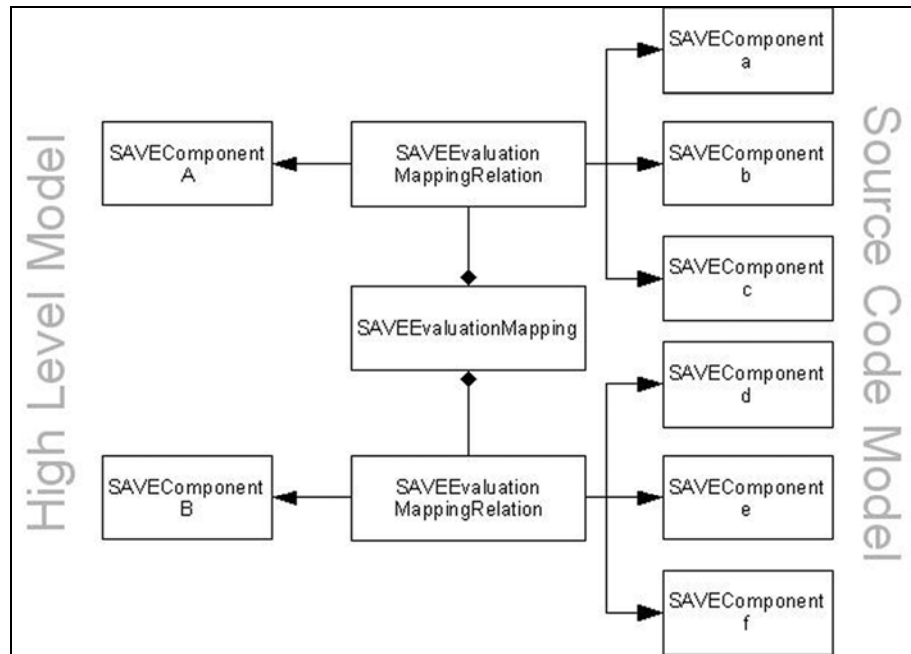 High Level Model
SAVEComponent
A
SAVEEvaluation
MappingRelation
SAVEComponent
a
SAVEComponent
b
SAVEComponent
c
SAVEEvaluationMapping
SAVEComponent
B
SAVEEvaluation
MappingRelation
SAVEComponent
d
SAVEComponent
e
SAVEComponent
f
Source Code Model